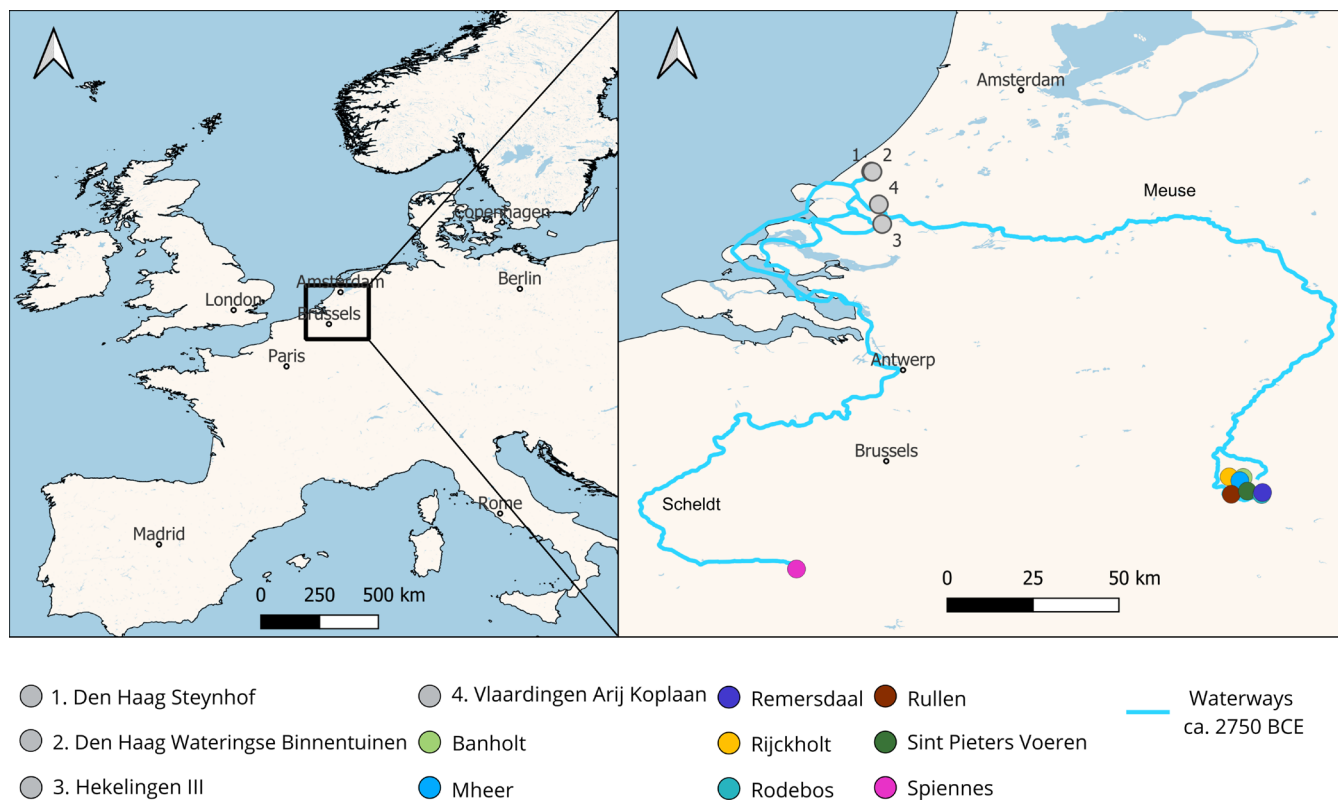 Copenhagen
Amsterdam
Berlin
London
Brussels
Paris
Rome
Madrid
0 250 500 km
Amsterdam
1. 2
4
3
Meuse
Antwerp
Brussels
Scheldt
0 25 50 km
1. Den Haag Steynhof
2. Den Haag Wateringse Binnentuinen
3. Hekelingen III
4. Vlaardingen Arij Koplaan
Banholt
Mheer
Remersdaal
Rijckholt
Rodebos
Rullen
Sint Pieters Voeren
Spiennes
Waterways
ca. 2750 BCE